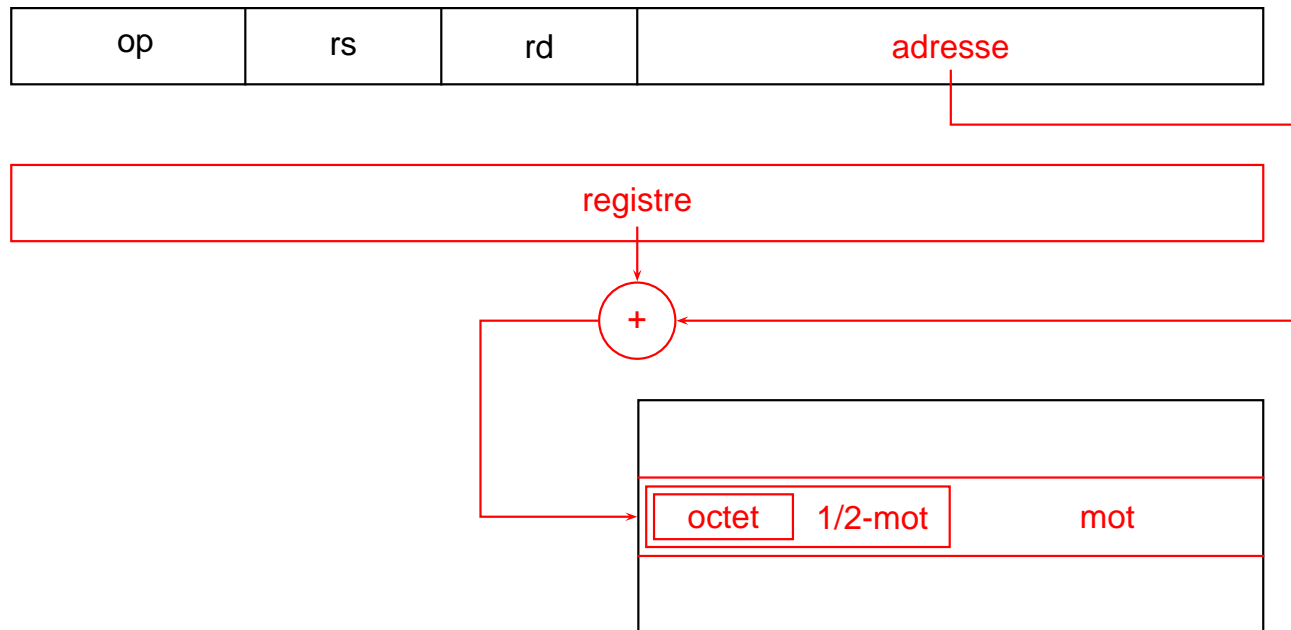 op rs rd adresse
registre
+
octet 1/2-mot mot